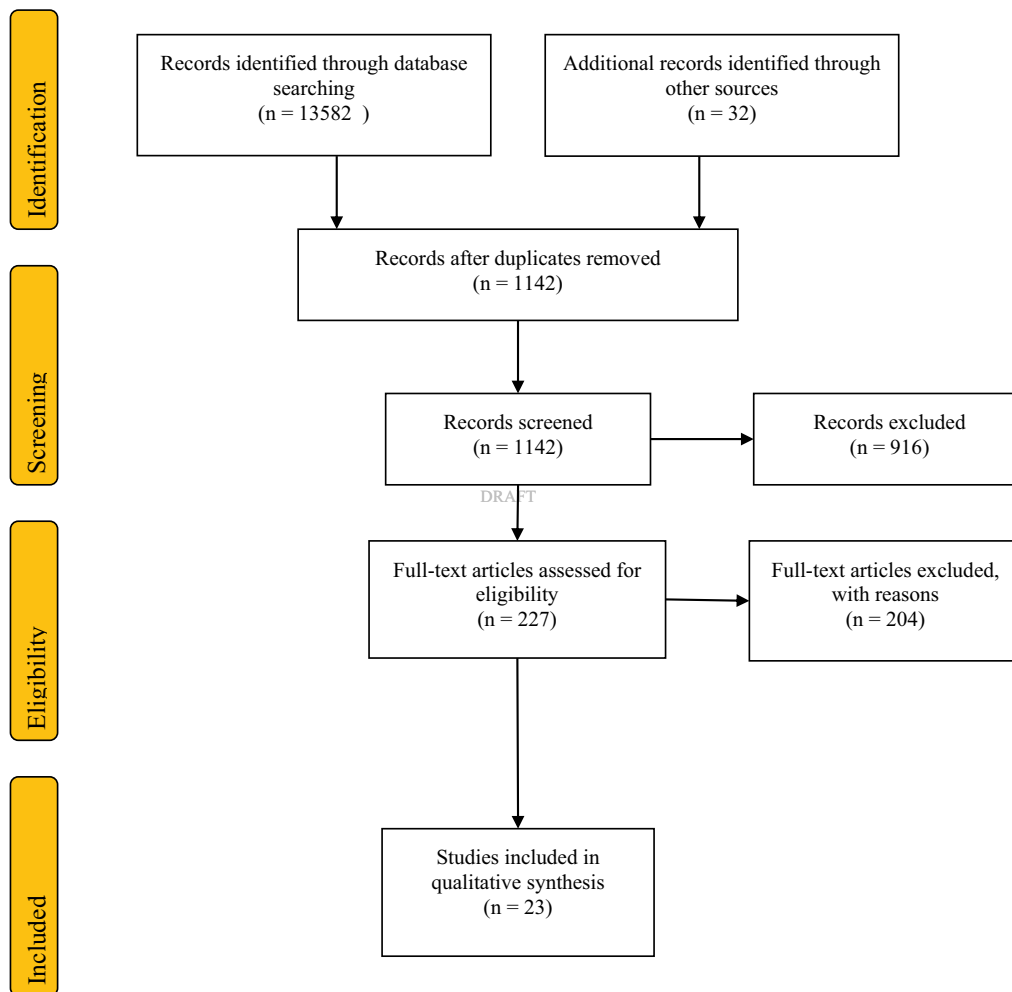 Identification
Records identified through database
searching
(n = 13582  )
Additional records identified through
other sources
(n = 32)
Records after duplicates removed
(n = 1142)
Screening
Records screened
(n = 1142)
Records excluded
(n = 916)
DRAFT
Eligibility
Full-text articles assessed for
eligibility
(n = 227)
Full-text articles excluded,
with reasons
(n = 204)
Included
Studies included in
qualitative synthesis
(n = 23)